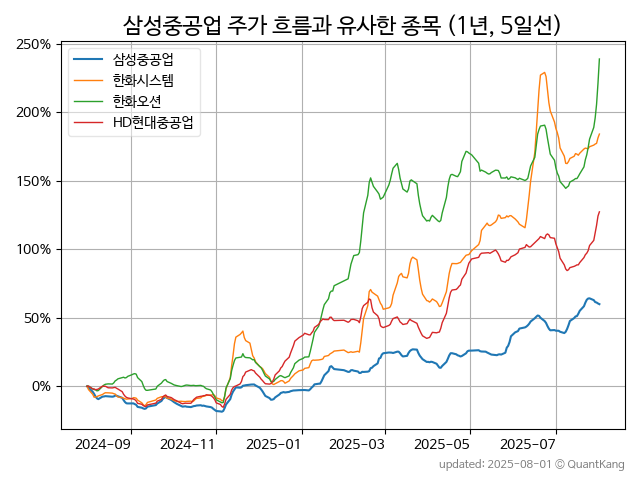 삼성중공업 주가 흐름과 유사한 종목 (1년, 5일선)
250%
200%
150%
100%
50%
0%
삼성중공업
한화시스템
한화오션
HD현대중공업
2024-09
2024-11
2025-01
2025-03
2025-05
2025-07
updated: 2025-08-01 © QuantKang